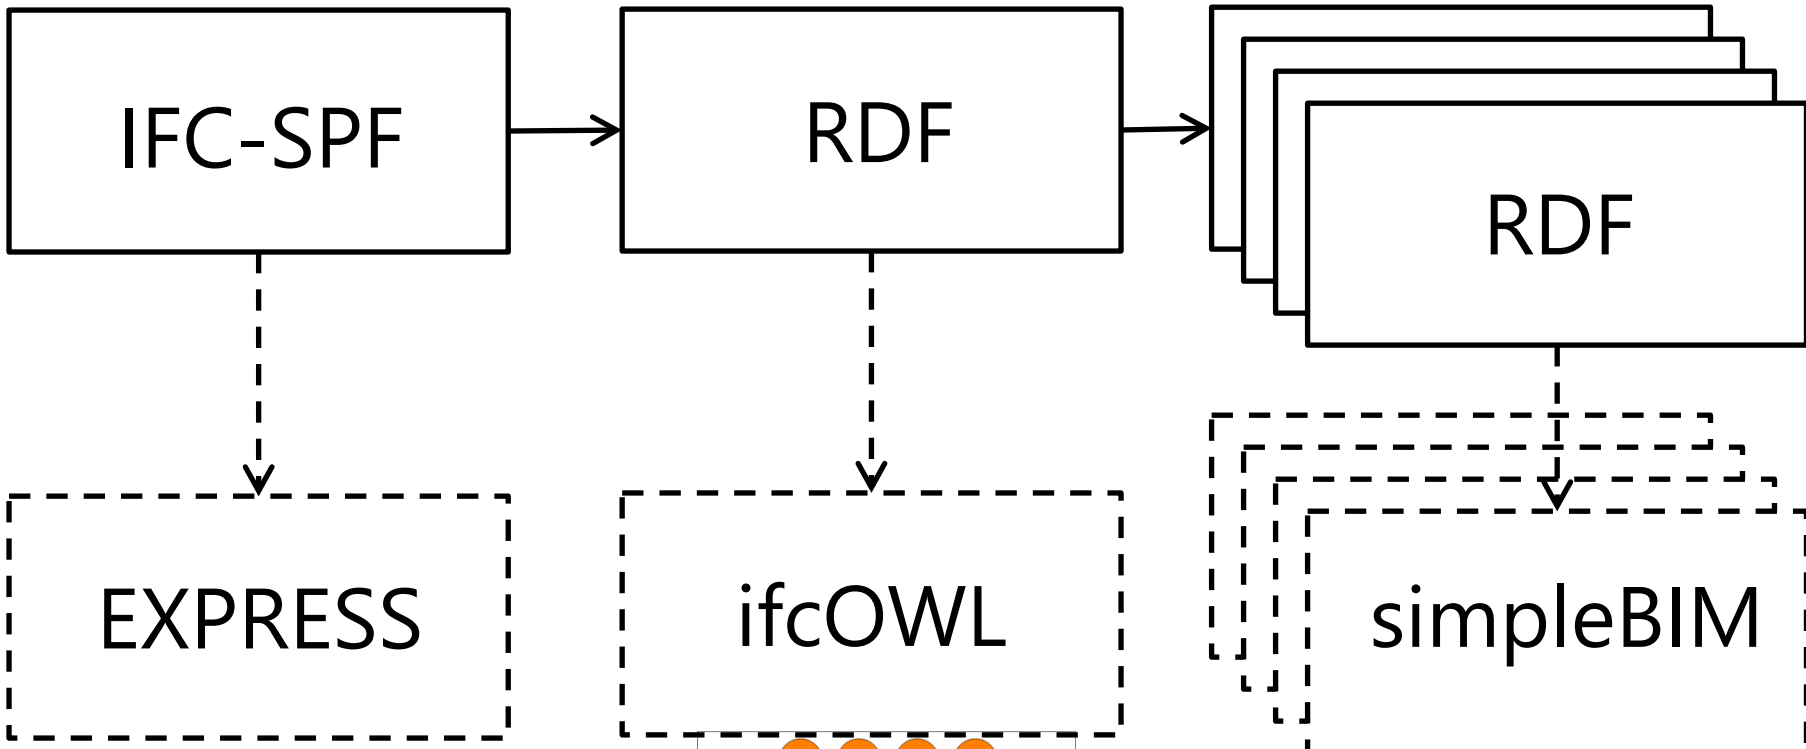 IFC-SPF
RDF
RDF
EXPRESS
ifcOWL
simpleBIM